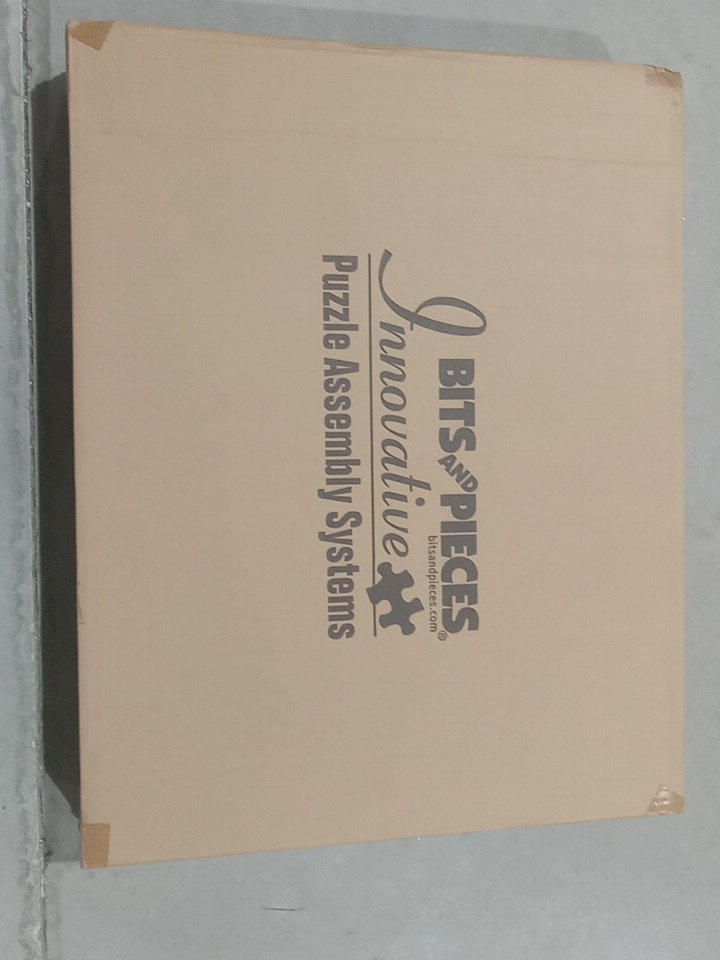 BITS AND PIECES®
bitsandpieces.com
Innovative
Puzzle Assembly Systems